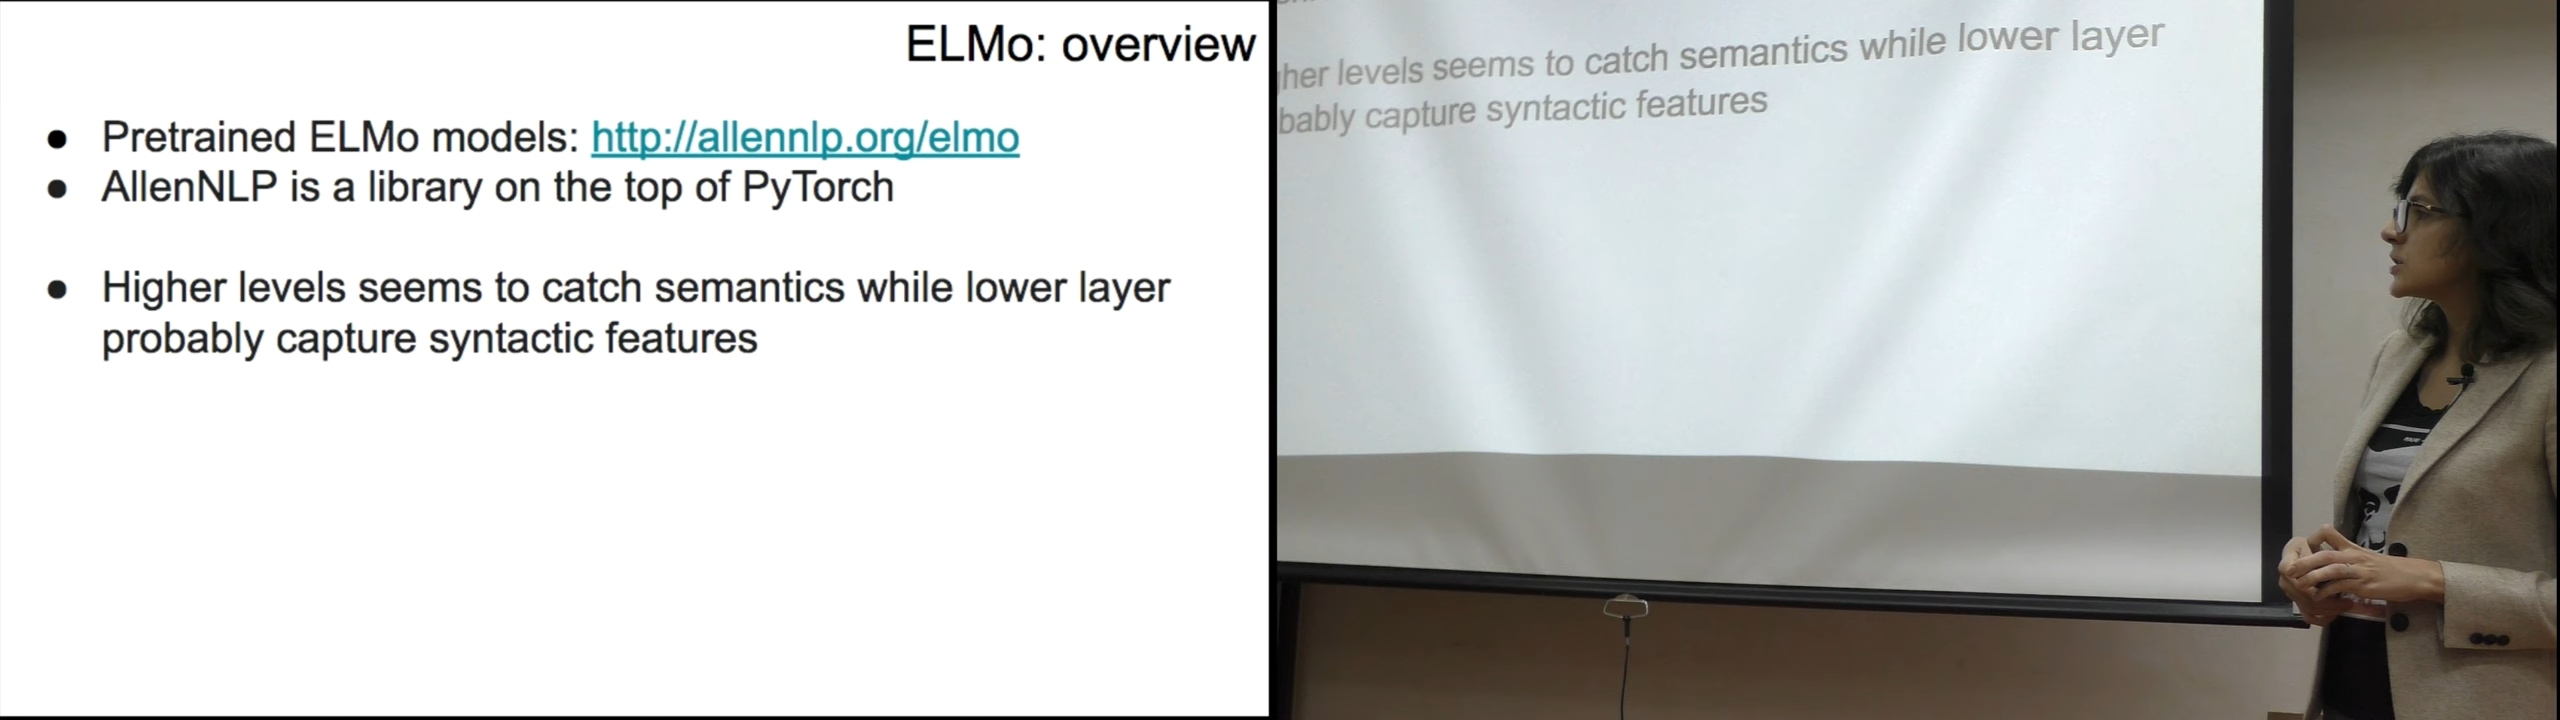 ELMo: overview
● Pretrained ELMo models: http://allennlp.org/elmo
● AllenNLP is a library on the top of PyTorch
● Higher levels seems to catch semantics while lower layer
probably capture syntactic features
her levels seems to catch semantics while lower layer
bably capture syntactic features